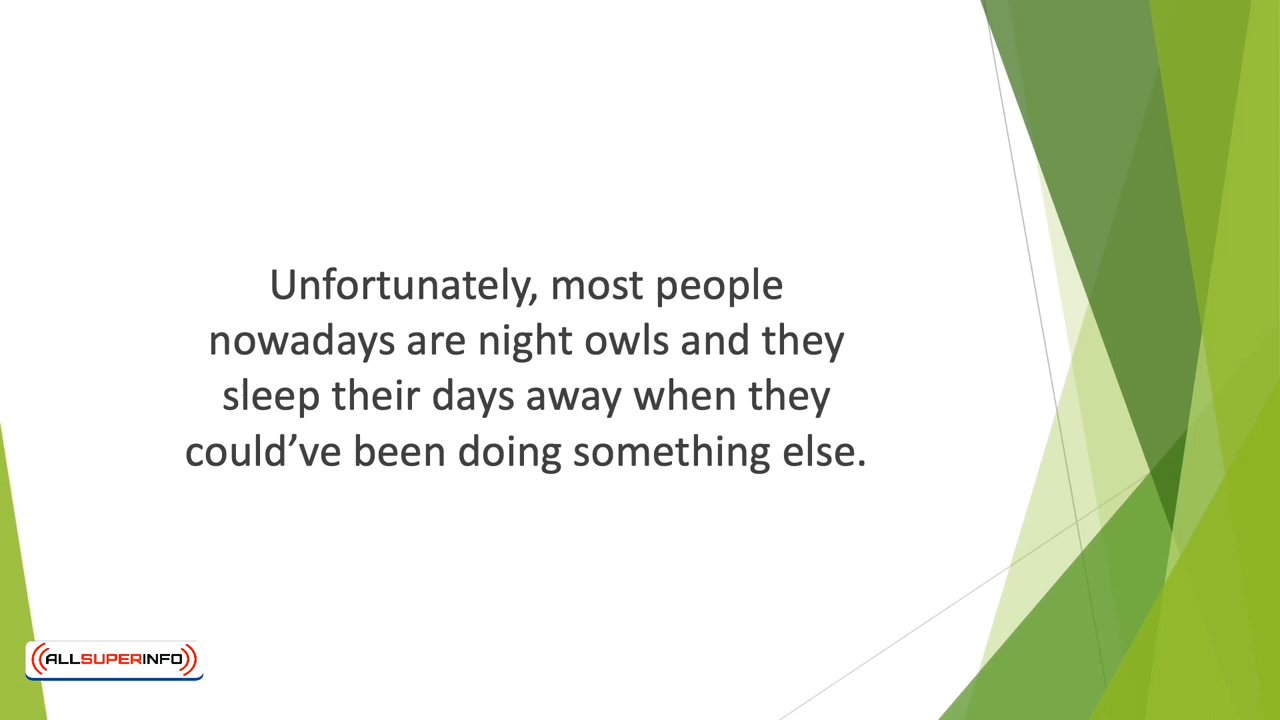 Unfortunately, most people
nowadays are night owls and they
sleep their days away when they
could’ve been doing something else.
ALLSUPERINFO